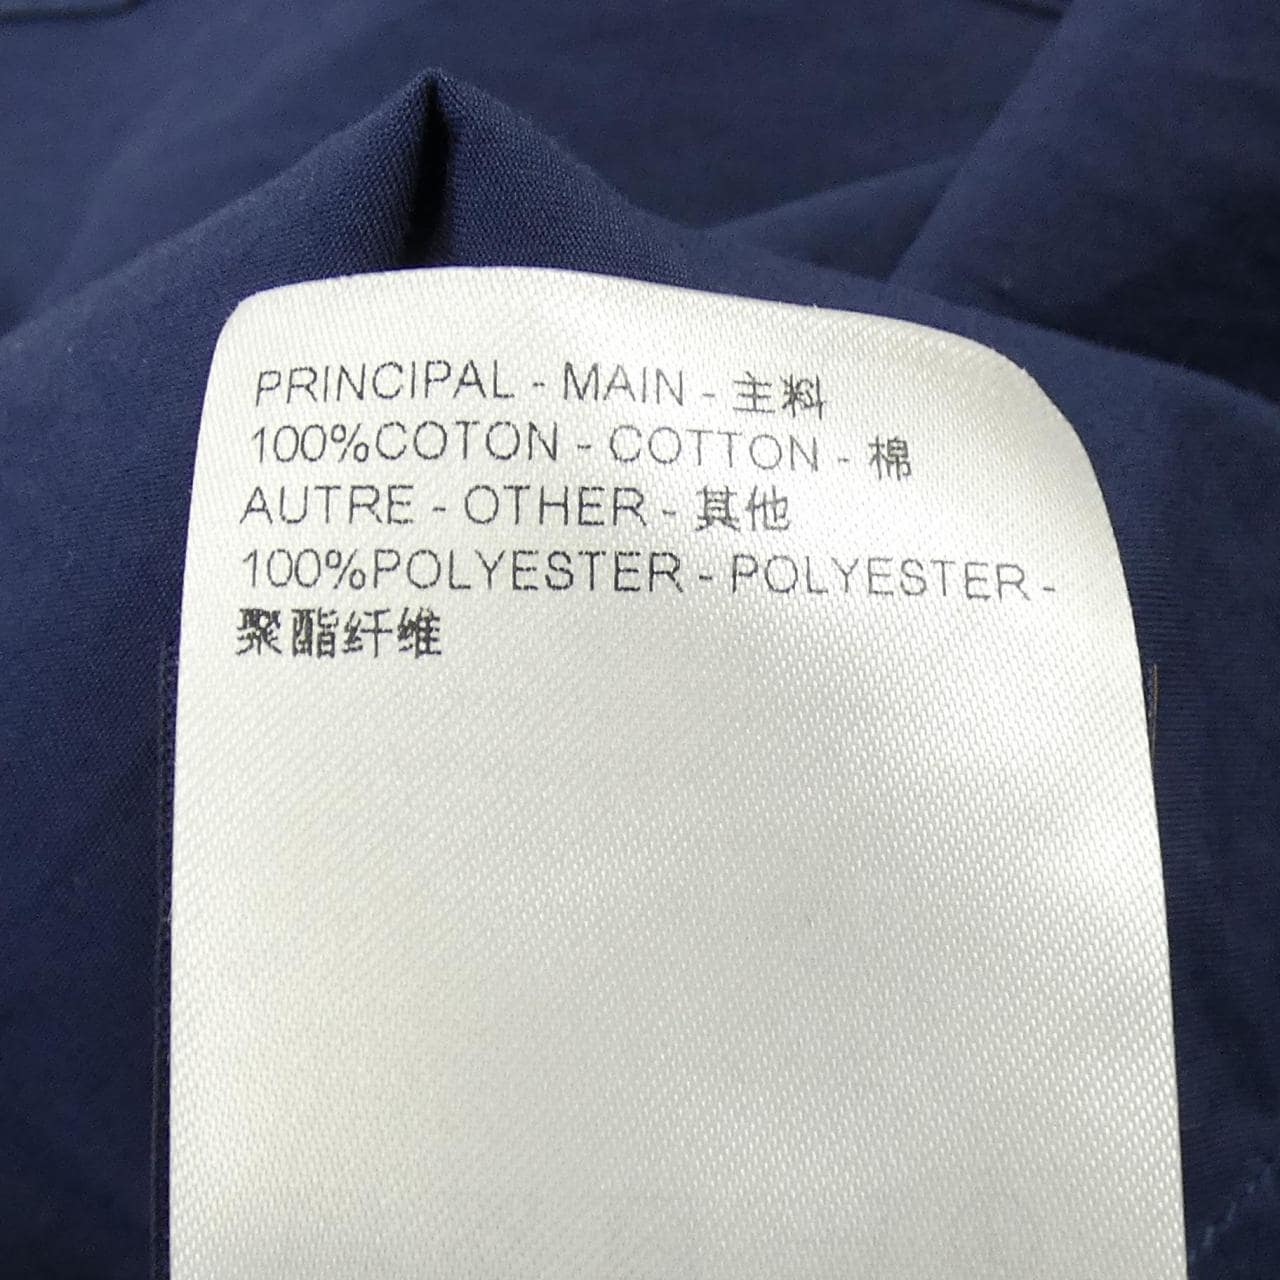 PRINCIPAL - MAIN - 主料
100%COTON - COTTON - 棉
AUTRE - OTHER - 其他
100%POLYESTER - POLYESTER -
聚酯纤维